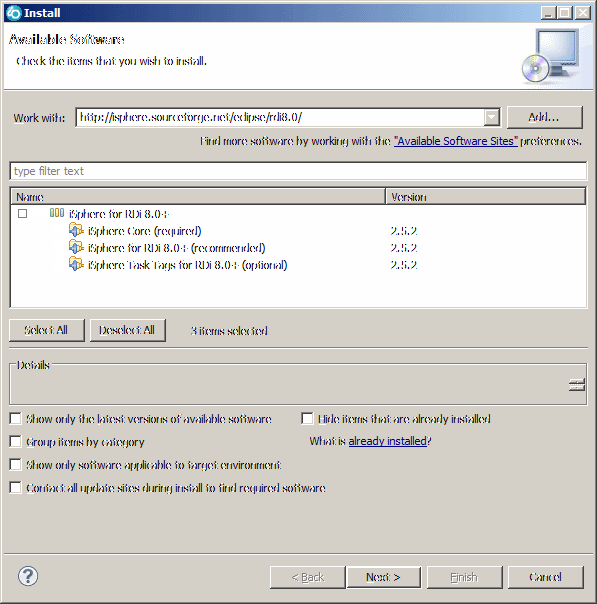 Install
Available Software
Check the items that you wish to install.
Work with: http://isphere.sourceforge.net/eclipse/rdi8.0/ Add...
Find more software by working with the "Available Software Sites" preferences.
type filter text
Name Version
iSphere for RDi 8.0+
iSphere Core (required) 2.5.2
iSphere for RDi 8.0+ (recommended) 2.5.2
iSphere Task Tags for RDi 8.0+ (optional) 2.5.2
Select All Deselect All 3 items selected
Details
Show only the latest versions of available software Hide items that are already installed
Group items by category What is already installed?
Show only software applicable to target environment
Contact all update sites during install to find required software
? < Back Next > Finish Cancel